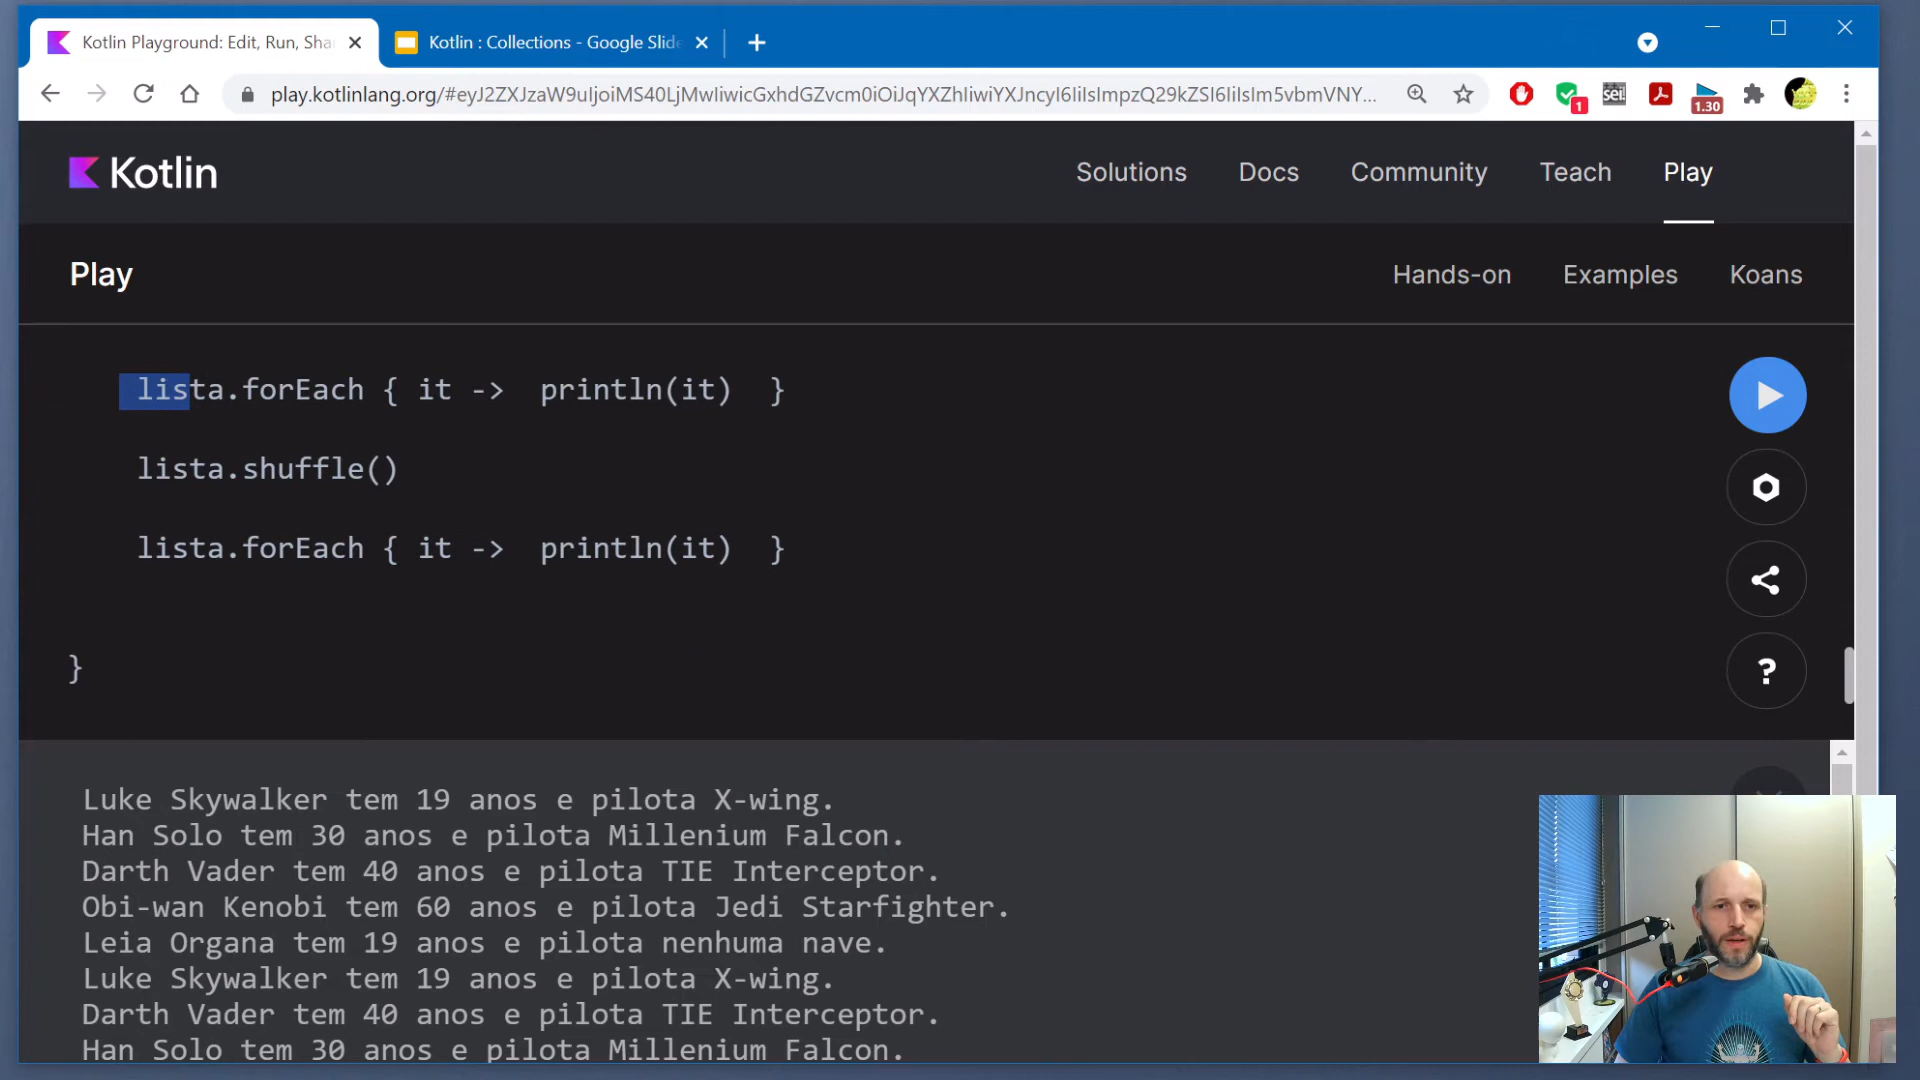 Kotlin Playground: Edit, Run, Sha
Kotlin : Collections - Google Slide
play.kotlinlang.org/#eyJ2ZXJzaW9uIjoiMS40LjMwIiwicGxhdGZvcm0iOiJqYXZhIiwiYXJncyI6IiIsImpzQ29kZSI6IiIsIm5vbmVNY...
sel
1
1.30
Kotlin
Solutions
Docs
Community
Teach
Play
Play
Hands-on
Examples
Koans
lista.forEach { it -> println(it) }
lista.shuffle()
lista.forEach { it -> println(it) }
}
?
Luke Skywalker tem 19 anos e pilota X-wing.
Han Solo tem 30 anos e pilota Millenium Falcon.
Darth Vader tem 40 anos e pilota TIE Interceptor.
Obi-wan Kenobi tem 60 anos e pilota Jedi Starfighter.
Leia Organa tem 19 anos e pilota nenhuma nave.
Luke Skywalker tem 19 anos e pilota X-wing.
Darth Vader tem 40 anos e pilota TIE Interceptor.
Han Solo tem 30 anos e pilota Millenium Falcon.